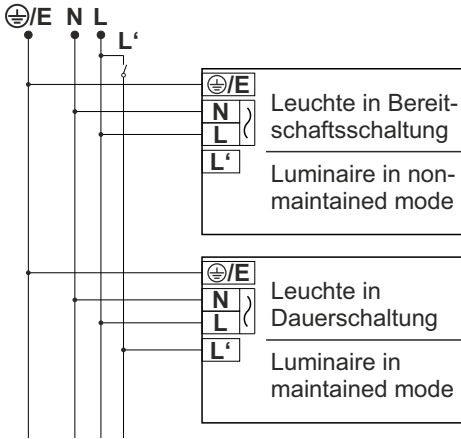 ⏚/E N L
L‘
⏚/E
N
L
L‘
Leuchte in Bereit-
schaftsschaltung
Luminaire in non-
maintained mode
⏚/E
N
L
L‘
Leuchte in
Dauerschaltung
Luminaire in
maintained mode